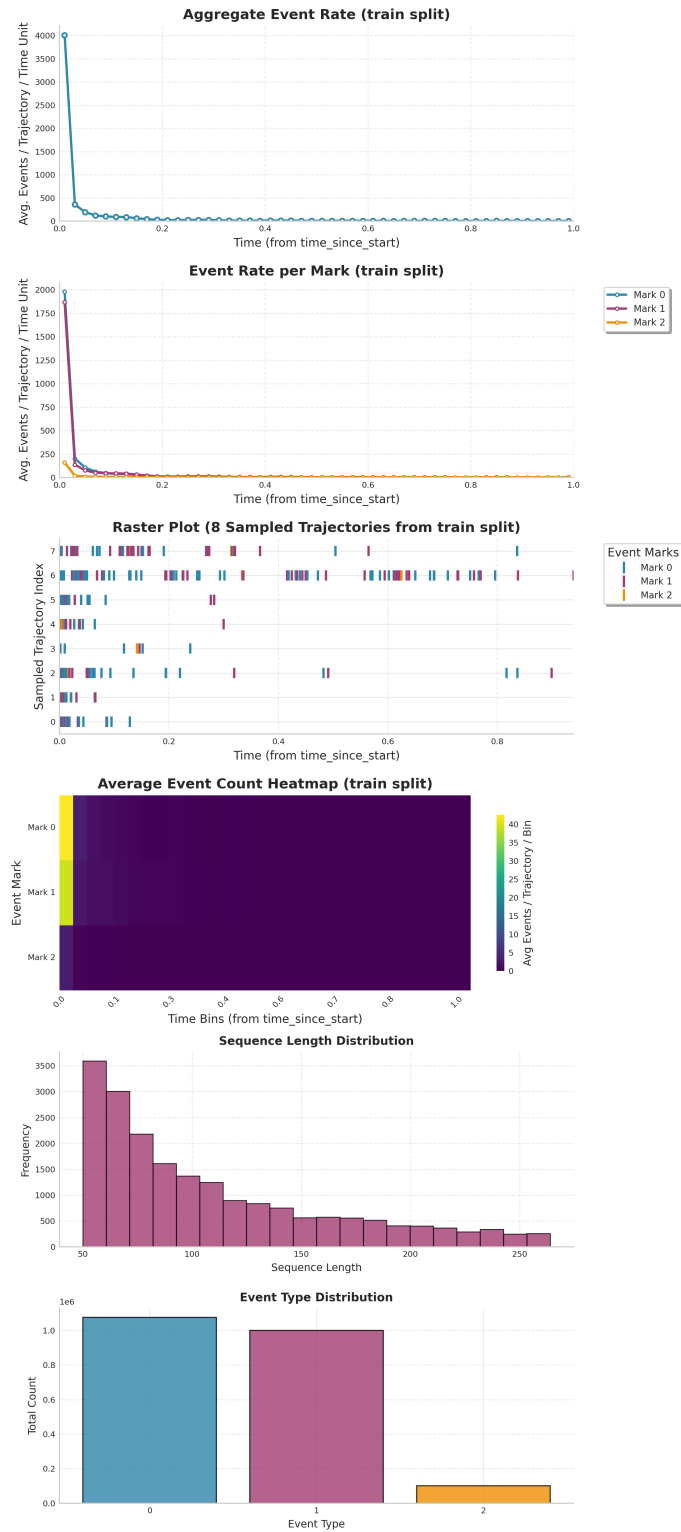 Aggregate Event Rate (train split)
Avg. Events / Trajectory / Time Unit
4000
3500
3000
2500
2000
1500
1000
500
0
0.0 0.2 0.4 0.6 0.8 1.0
Time (from time_since_start)
Event Rate per Mark (train split)
Avg. Events / Trajectory / Time Unit
2000
1750
1500
1250
1000
750
500
250
0
0.0 0.2 0.4 0.6 0.8 1.0
Time (from time_since_start)
Mark 0
Mark 1
Mark 2
Raster Plot (8 Sampled Trajectories from train split)
Sampled Trajectory Index
7
6
5
4
3
2
1
0
0.0 0.2 0.4 0.6 0.8
Time (from time_since_start)
Event Marks
Mark 0
Mark 1
Mark 2
Average Event Count Heatmap (train split)
Event Mark
Mark 0
Mark 1
Mark 2
0.0 0.1 0.3 0.4 0.6 0.7 0.8 1.0
Time Bins (from time_since_start)
40
35
30
25
20
15
10
5
0
Avg Events / Trajectory / Bin
Sequence Length Distribution
Frequency
3500
3000
2500
2000
1500
1000
500
0
50 100 150 200 250
Sequence Length
Event Type Distribution
1e6
Total Count
1.0
0.8
0.6
0.4
0.2
0.0
0 1 2
Event Type